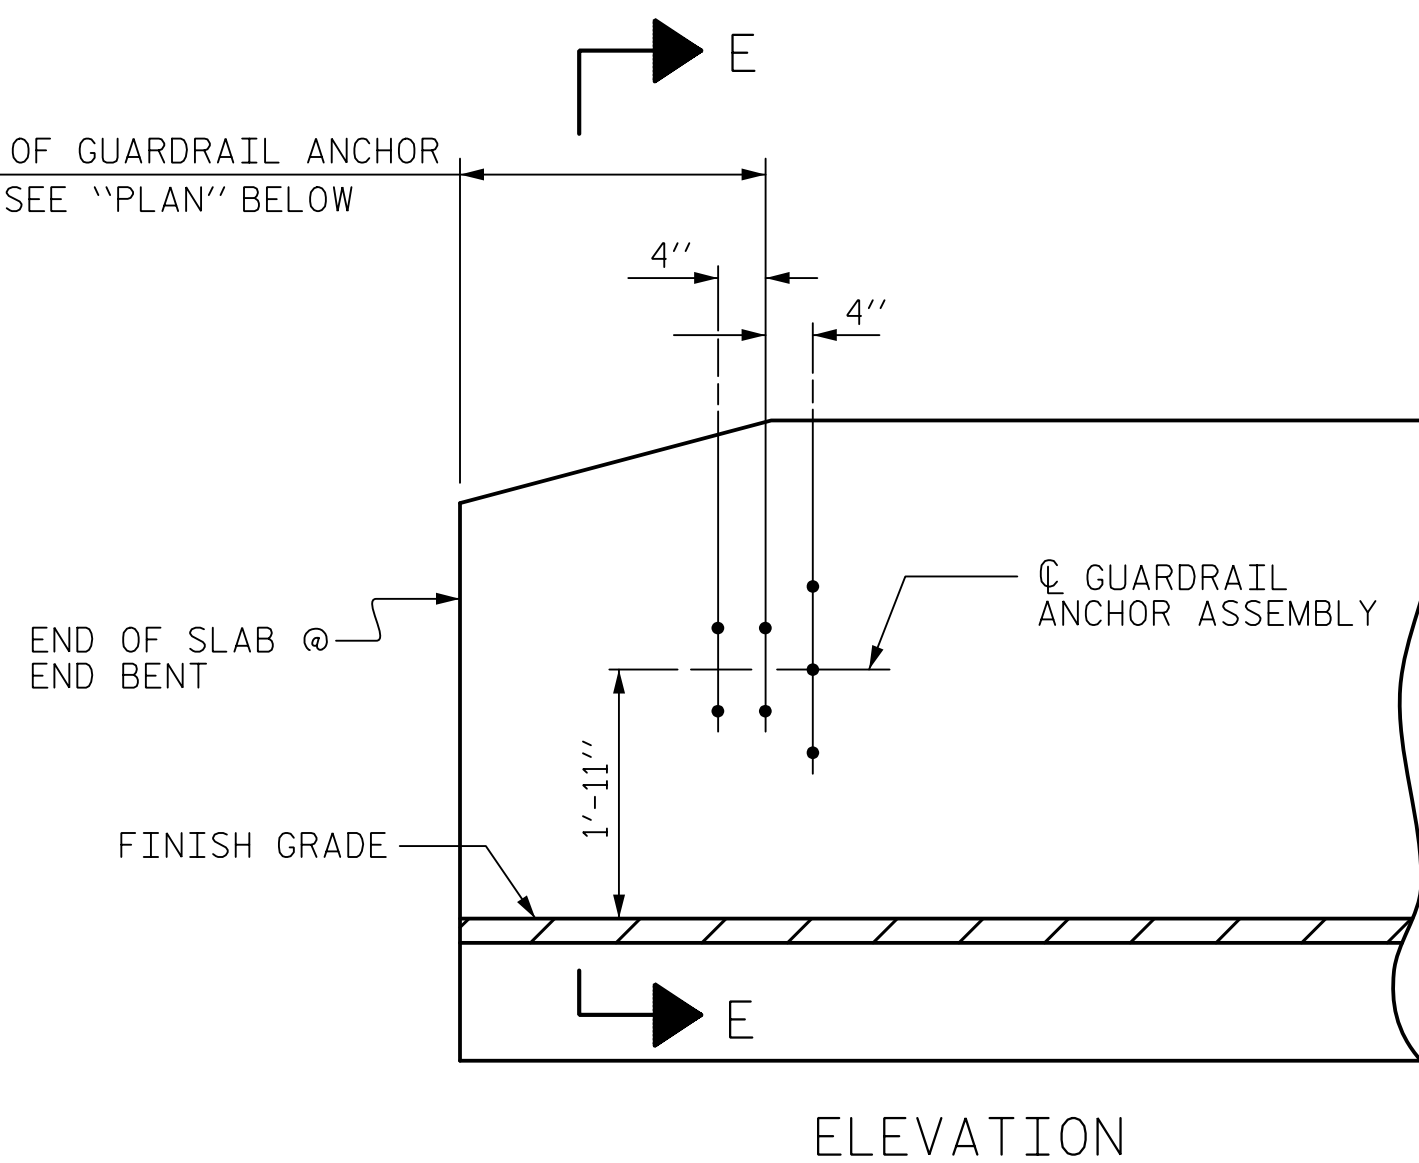 E
OF GUARDRAIL ANCHOR
SEE "PLAN" BELOW
4"
4"
℄ GUARDRAIL
ANCHOR ASSEMBLY
END OF SLAB @
END BENT
1'-11"
FINISH GRADE
E
ELEVATION